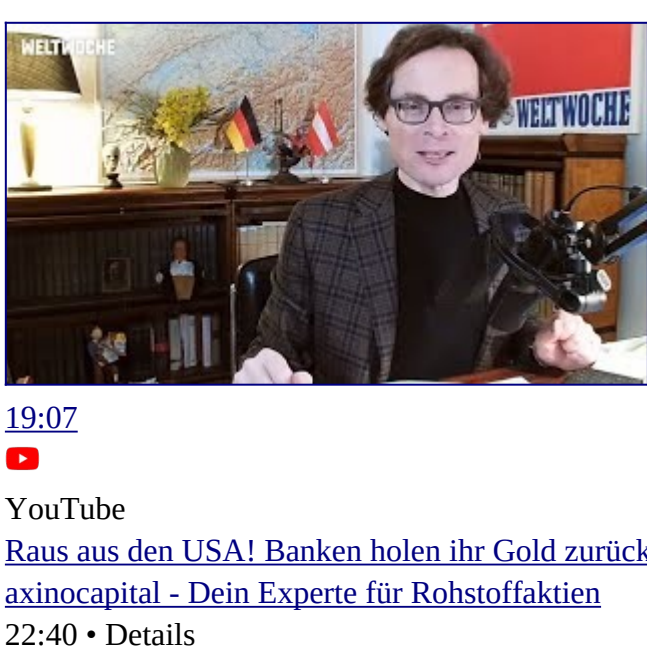 WELTWOCHE
WELTWOCHE
19:07
YouTube
Raus aus den USA! Banken holen ihr Gold zurück
axinocapital - Dein Experte für Rohstoffaktien
22:40 • Details